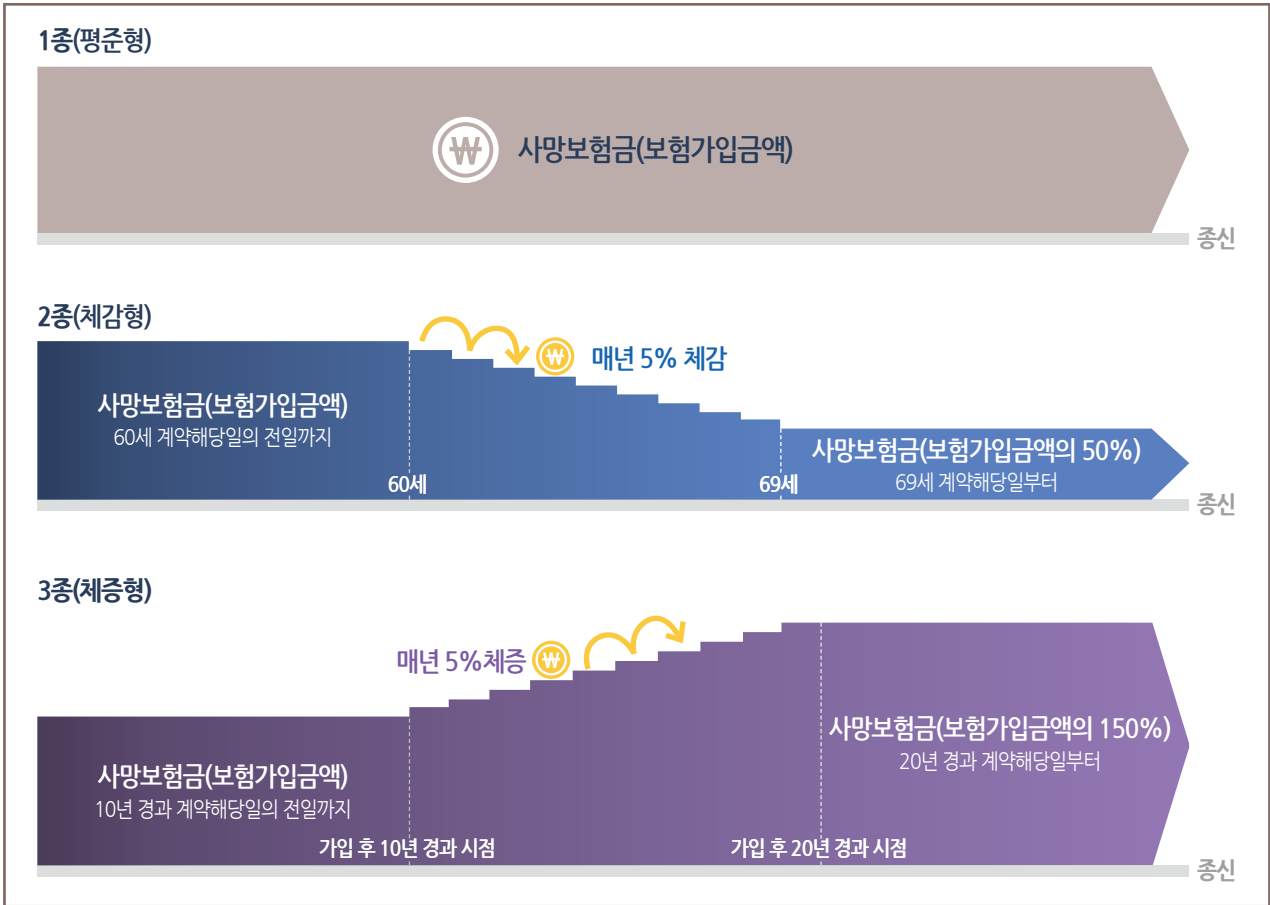 1종(평준형)
₩ 사망보험금(보험가입금액)
종신
2종(체감형)
₩ 매년 5% 체감
사망보험금(보험가입금액)
60세 계약해당일의 전일까지
사망보험금(보험가입금액의 50%)
69세 계약해당일부터
60세
69세
종신
3종(체증형)
매년 5%체증 ₩
사망보험금(보험가입금액의 150%)
20년 경과 계약해당일부터
사망보험금(보험가입금액)
10년 경과 계약해당일의 전일까지
가입 후 10년 경과 시점
가입 후 20년 경과 시점
종신